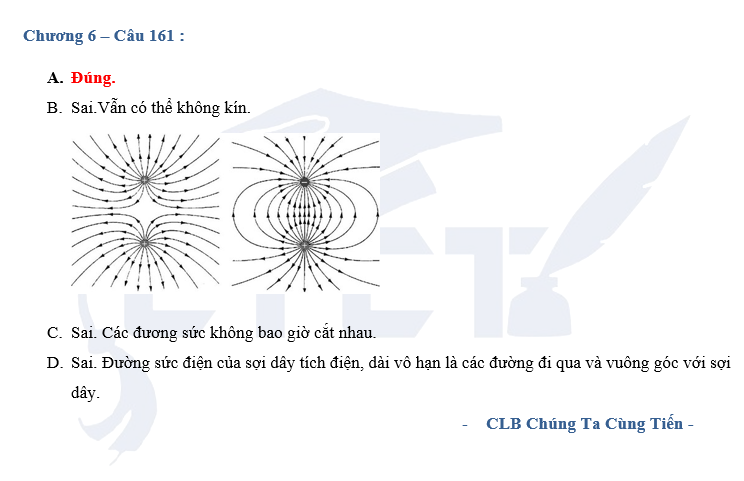 Chương 6 – Câu 161 :
A. Đúng.
B. Sai.Vẫn có thể không kín.
C. Sai. Các đương sức không bao giờ cắt nhau.
D. Sai. Đường sức điện của sợi dây tích điện, dài vô hạn là các đường đi qua và vuông góc với sợi
dây.
- CLB Chúng Ta Cùng Tiến -